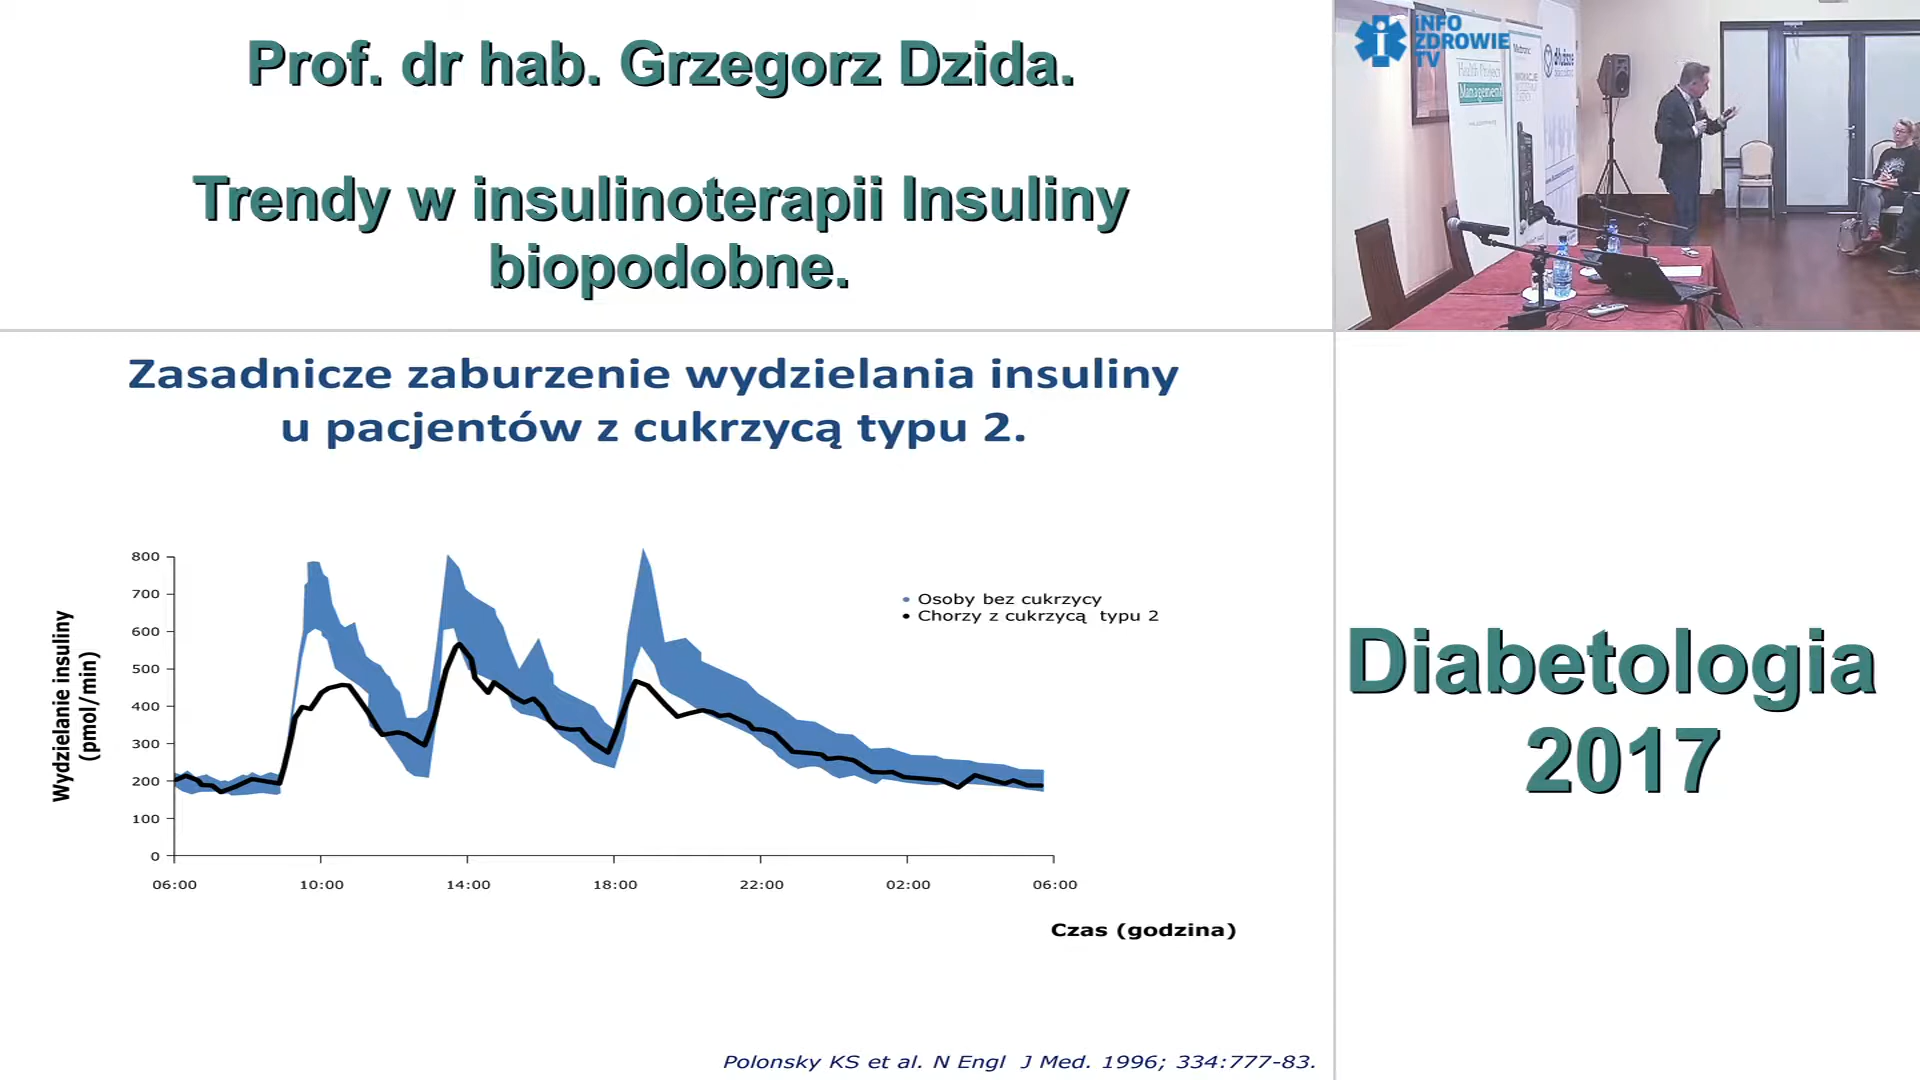 Prof. dr hab. Grzegorz Dzida.
Trendy w insulinoterapii Insuliny
biopodobne.
iNFO
ZDROWIE
TV
Health Project
Management
Zasadnicze zaburzenie wydzielania insuliny
u pacjentów z cukrzycą typu 2.
Wydzielanie insuliny
(pmol/min)
800
700
600
500
400
300
200
100
0
Osoby bez cukrzycy
Chorzy z cukrzycą typu 2
06:00
10:00
14:00
18:00
22:00
02:00
06:00
Czas (godzina)
Polonsky KS et al. N Engl J Med. 1996; 334:777-83.
Diabetologia
2017